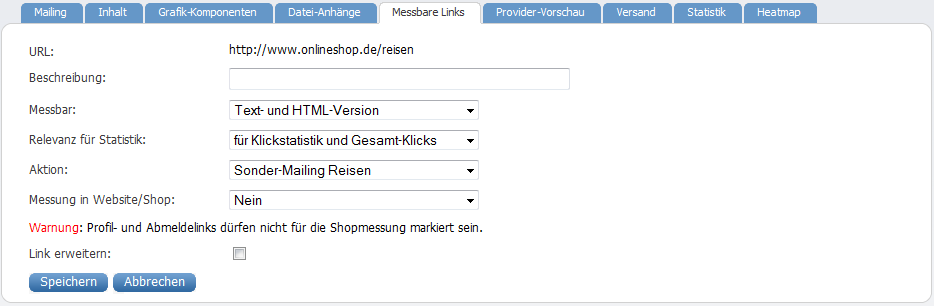 Mailing Inhalt Grafik-Komponenten Datei-Anhänge Messbare Links Provider-Vorschau Versand Statistik Heatmap
URL: http://www.onlineshop.de/reisen
Beschreibung:
Messbar: Text- und HTML-Version
Relevanz für Statistik: für Klickstatistik und Gesamt-Klicks
Aktion: Sonder-Mailing Reisen
Messung in Website/Shop: Nein
Warnung: Profil- und Abmeldelinks dürfen nicht für die Shopmessung markiert sein.
Link erweitern:
Speichern Abbrechen